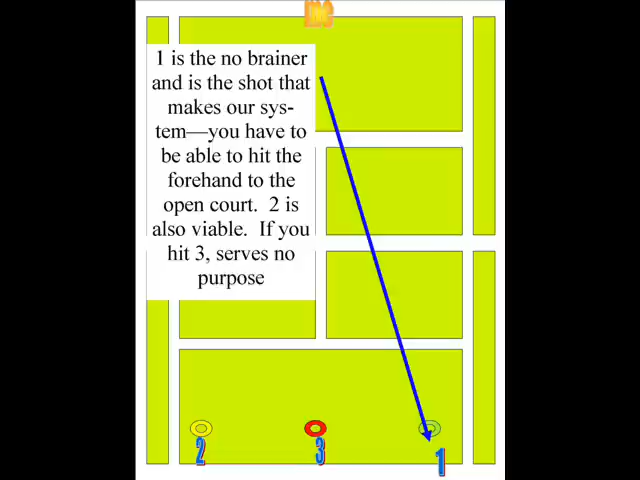 1 is the no brainer
and is the shot that
makes our sys-
tem—you have to
be able to hit the
forehand to the
open court.  2 is
also viable.  If you
hit 3, serves no
purpose
2
3
1